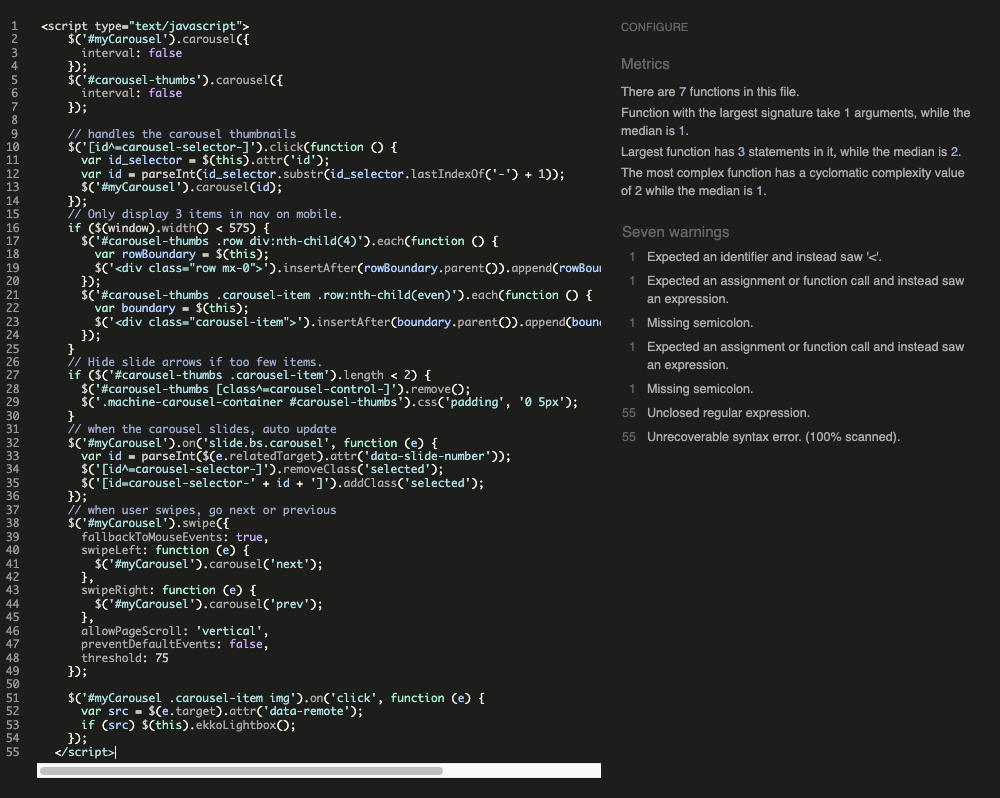 1 <script type="text/javascript">
2 $('#myCarousel').carousel({
3 interval: false
4 });
5 $('#carousel-thumbs').carousel({
6 interval: false
7 });
8
9 // handles the carousel thumbnails
10 $('[id^=carousel-selector-]').click(function () {
11 var id_selector = $(this).attr('id');
12 var id = parseInt(id_selector.substr(id_selector.lastIndexOf('-') + 1));
13 $('#myCarousel').carousel(id);
14 });
15 // Only display 3 items in nav on mobile.
16 if ($(window).width() < 575) {
17 $('#carousel-thumbs .row div:nth-child(4)').each(function () {
18 var rowBoundary = $(this);
19 $('<div class="row mx-0">').insertAfter(rowBoundary.parent()).append(rowBou
20 });
21 $('#carousel-thumbs .carousel-item .row:nth-child(even)').each(function () {
22 var boundary = $(this);
23 $('<div class="carousel-item">').insertAfter(boundary.parent()).append(boun
24 });
25 }
26 // Hide slide arrows if too few items.
27 if ($('#carousel-thumbs .carousel-item').length < 2) {
28 $('#carousel-thumbs [class^=carousel-control-]').remove();
29 $('.machine-carousel-container #carousel-thumbs').css('padding', '0 5px');
30 }
31 // when the carousel slides, auto update
32 $('#myCarousel').on('slide.bs.carousel', function (e) {
33 var id = parseInt($(e.relatedTarget).attr('data-slide-number'));
34 $('[id^=carousel-selector-]').removeClass('selected');
35 $('[id=carousel-selector-' + id + ']').addClass('selected');
36 });
37 // when user swipes, go next or previous
38 $('#myCarousel').swipe({
39 fallbackToMouseEvents: true,
40 swipeLeft: function (e) {
41 $('#myCarousel').carousel('next');
42 },
43 swipeRight: function (e) {
44 $('#myCarousel').carousel('prev');
45 },
46 allowPageScroll: 'vertical',
47 preventDefaultEvents: false,
48 threshold: 75
49 });
50
51 $('#myCarousel .carousel-item img').on('click', function (e) {
52 var src = $(e.target).attr('data-remote');
53 if (src) $(this).ekkoLightbox();
54 });
55 </script>
CONFIGURE
Metrics
There are 7 functions in this file.
Function with the largest signature take 1 arguments, while the
median is 1.
Largest function has 3 statements in it, while the median is 2.
The most complex function has a cyclomatic complexity value
of 2 while the median is 1.
Seven warnings
1 Expected an identifier and instead saw '<'.
1 Expected an assignment or function call and instead saw
an expression.
1 Missing semicolon.
1 Expected an assignment or function call and instead saw
an expression.
1 Missing semicolon.
55 Unclosed regular expression.
55 Unrecoverable syntax error. (100% scanned).